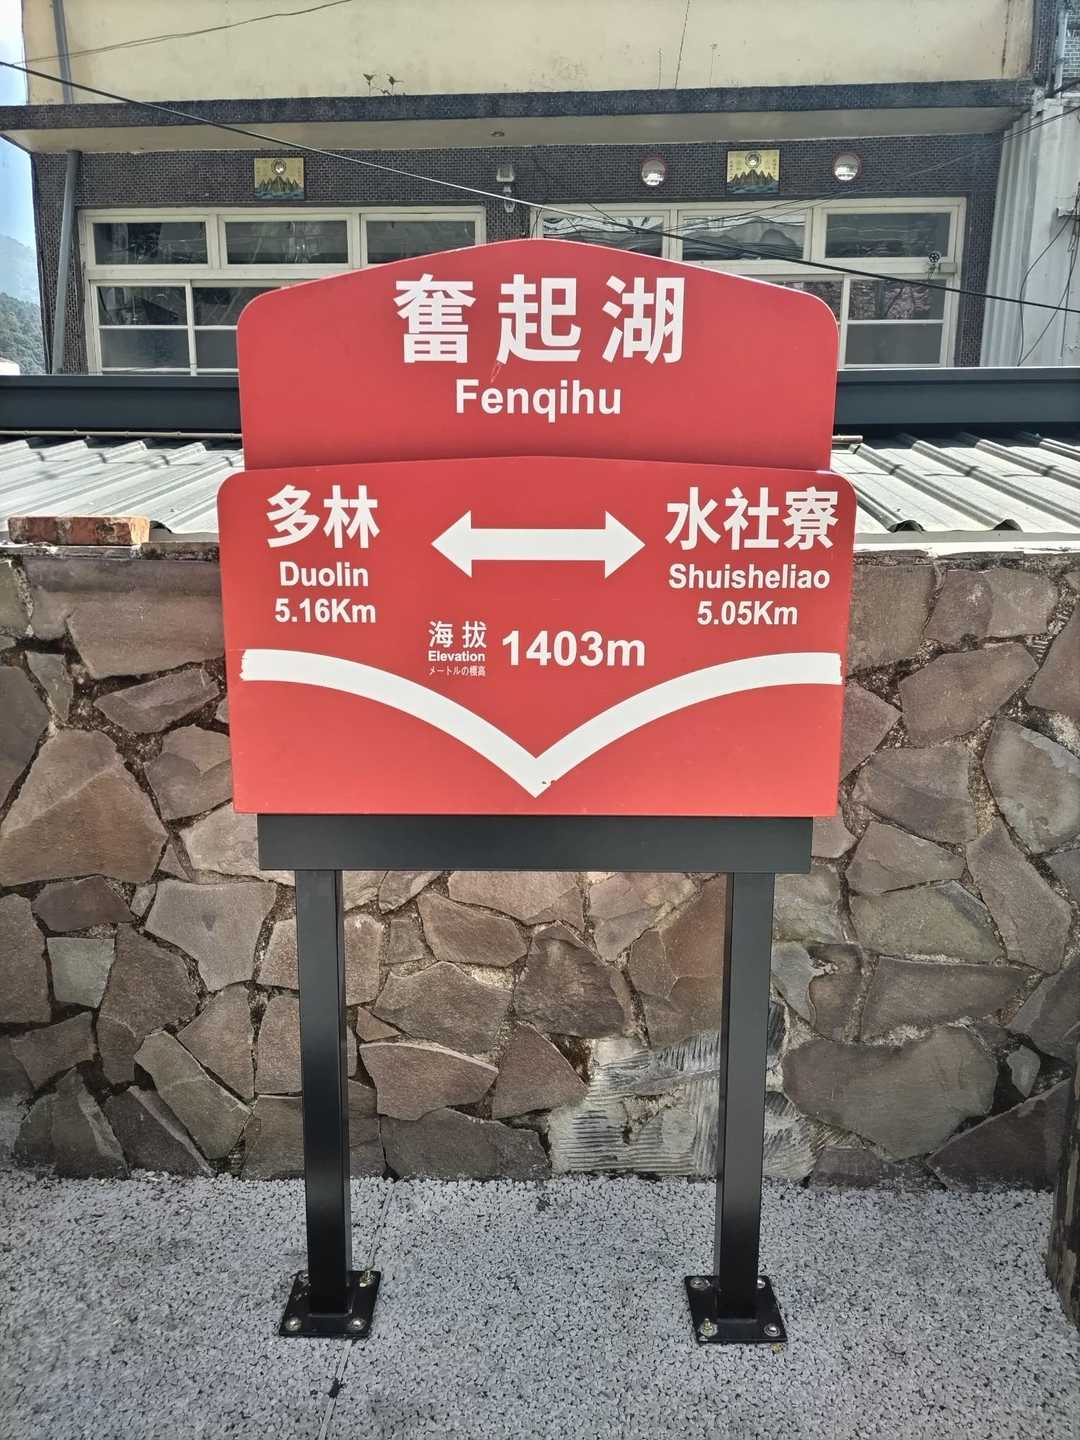 奮起湖
Fenqihu
多林
Duolin
5.16Km
水社寮
Shuisheliao
5.05Km
海拔 1403m
Elevation
メートルの標高